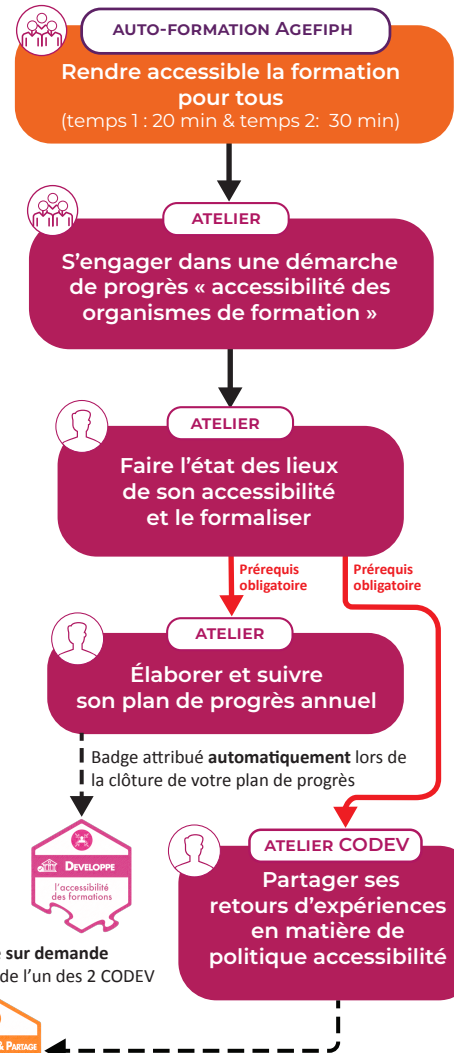 AUTO-FORMATION AGEFIPH
Rendre accessible la formation
pour tous
(temps 1 : 20 min & temps 2: 30 min)
ATELIER
S'engager dans une démarche
de progrès « accessibilité des
organismes de formation »
ATELIER
Faire l'état des lieux
de son accessibilité
et le formaliser
Prérequis
obligatoire
Prérequis
obligatoire
ATELIER
Élaborer et suivre
son plan de progrès annuel
Badge attribué automatiquement lors de
la clôture de votre plan de progrès
DEVELOPPE
l'accessibilité
des formations
ATELIER CODEV
Partager ses
retours d'expériences
en matière de
politique accessibilité
sur demande
de l'un des 2 CODEV
& PARTAGE